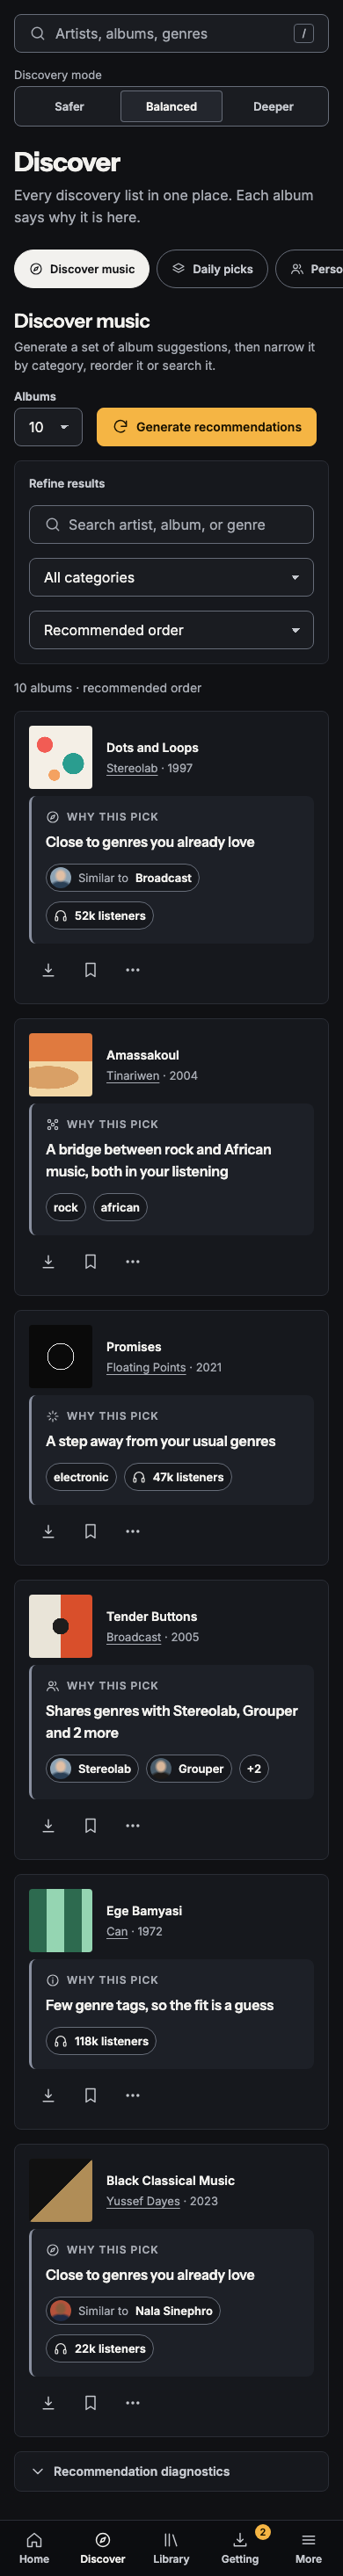 Artists, albums, genres /
Discovery mode
Safer Balanced Deeper
Discover
Every discovery list in one place. Each album
says why it is here.
Discover music Daily picks Perso
Discover music
Generate a set of album suggestions, then narrow it
by category, reorder it or search it.
Albums
10 Generate recommendations
Refine results
Search artist, album, or genre
All categories
Recommended order
10 albums · recommended order
Dots and Loops
Stereolab · 1997
WHY THIS PICK
Close to genres you already love
Similar to Broadcast
52k listeners
Amassakoul
Tinariwen · 2004
WHY THIS PICK
A bridge between rock and African
music, both in your listening
rock african
Promises
Floating Points · 2021
WHY THIS PICK
A step away from your usual genres
electronic 47k listeners
Tender Buttons
Broadcast · 2005
WHY THIS PICK
Shares genres with Stereolab, Grouper
and 2 more
Stereolab Grouper +2
Ege Bamyasi
Can · 1972
WHY THIS PICK
Few genre tags, so the fit is a guess
118k listeners
Black Classical Music
Yussef Dayes · 2023
WHY THIS PICK
Close to genres you already love
Similar to Nala Sinephro
22k listeners
Recommendation diagnostics
2
Home Discover Library Getting More